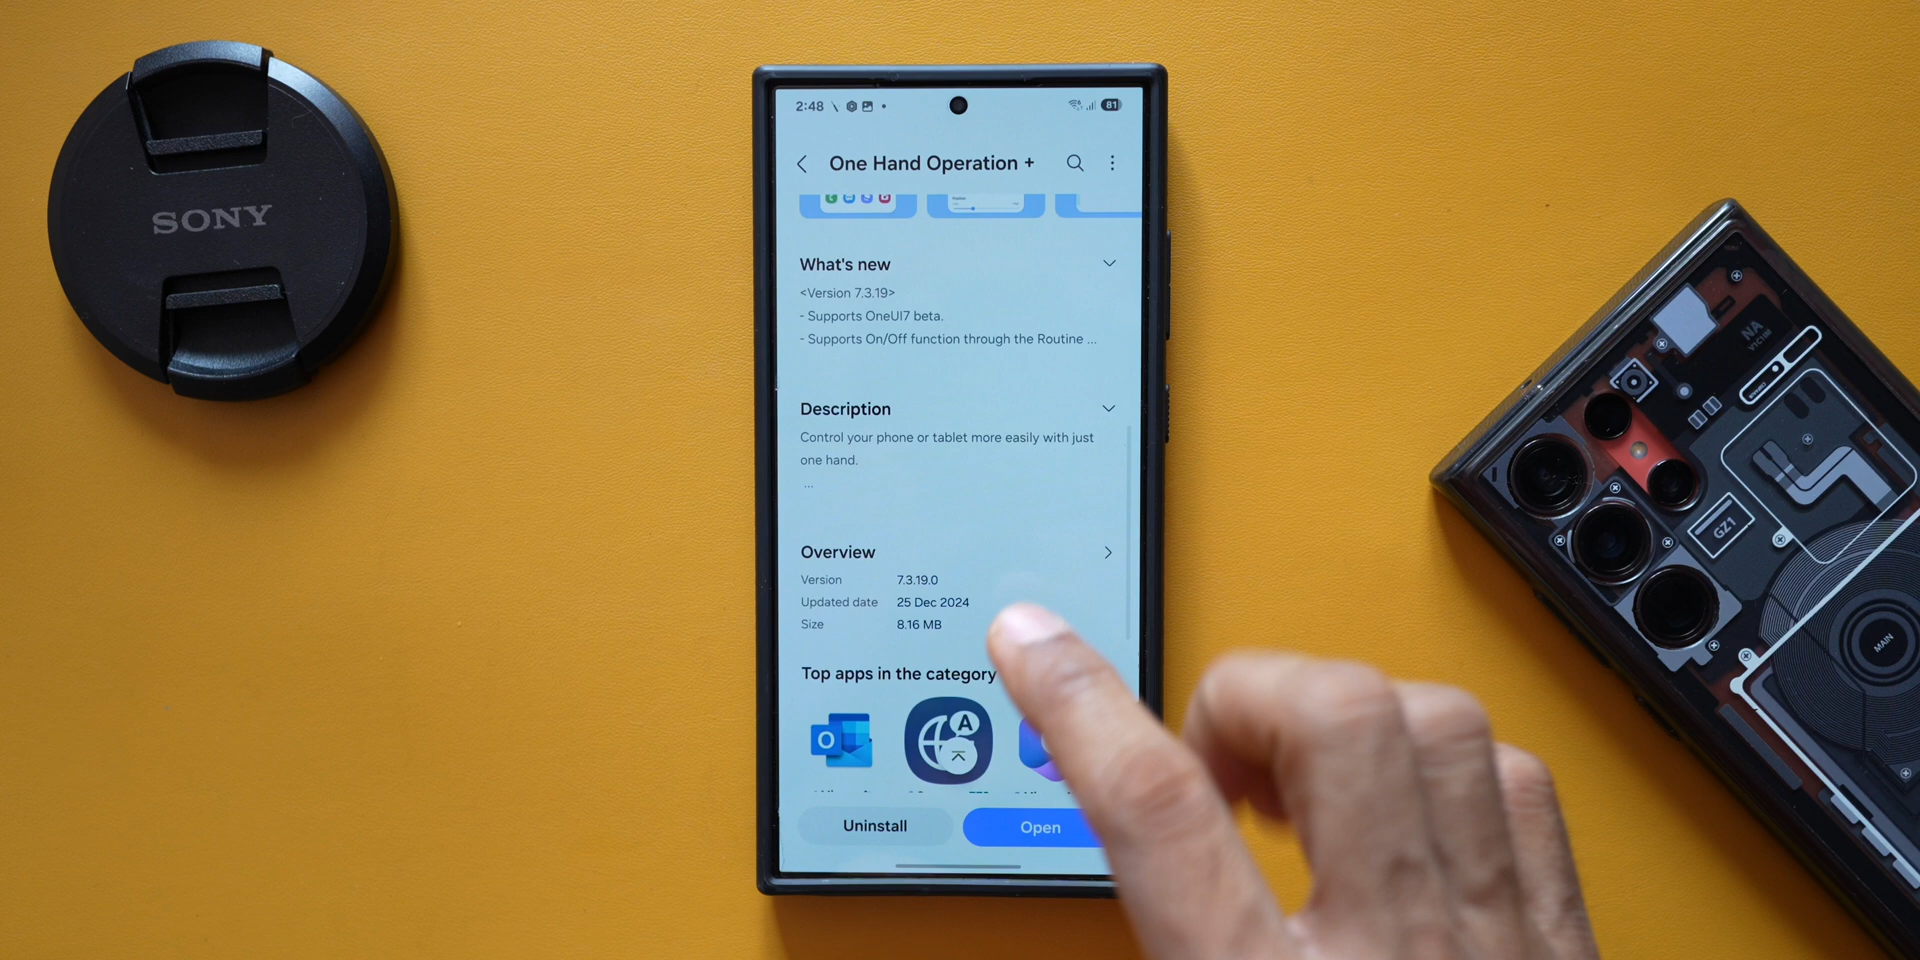 SONY
2:48
81
One Hand Operation +
What's new
<Version 7.3.19>
- Supports OneUI7 beta.
- Supports On/Off function through the Routine ...
Description
Control your phone or tablet more easily with just
one hand.
...
Overview
Version 7.3.19.0
Updated date 25 Dec 2024
Size 8.16 MB
Top apps in the category
O
A
Uninstall
Open
NA
GZ1
MAIN